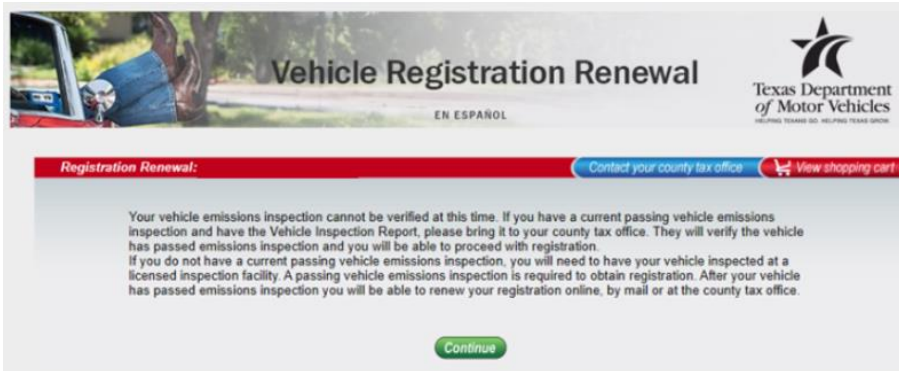 Vehicle Registration Renewal
EN ESPAÑOL
Texas Department
of Motor Vehicles
HELPING TEXANS GO. HELPING TEXAS GROW.
Registration Renewal:
Contact your county tax office
View shopping cart
Your vehicle emissions inspection cannot be verified at this time. If you have a current passing vehicle emissions
inspection and have the Vehicle Inspection Report, please bring it to your county tax office. They will verify the vehicle
has passed emissions inspection and you will be able to proceed with registration.
If you do not have a current passing vehicle emissions inspection, you will need to have your vehicle inspected at a
licensed inspection facility. A passing vehicle emissions inspection is required to obtain registration. After your vehicle
has passed emissions inspection you will be able to renew your registration online, by mail or at the county tax office.
Continue